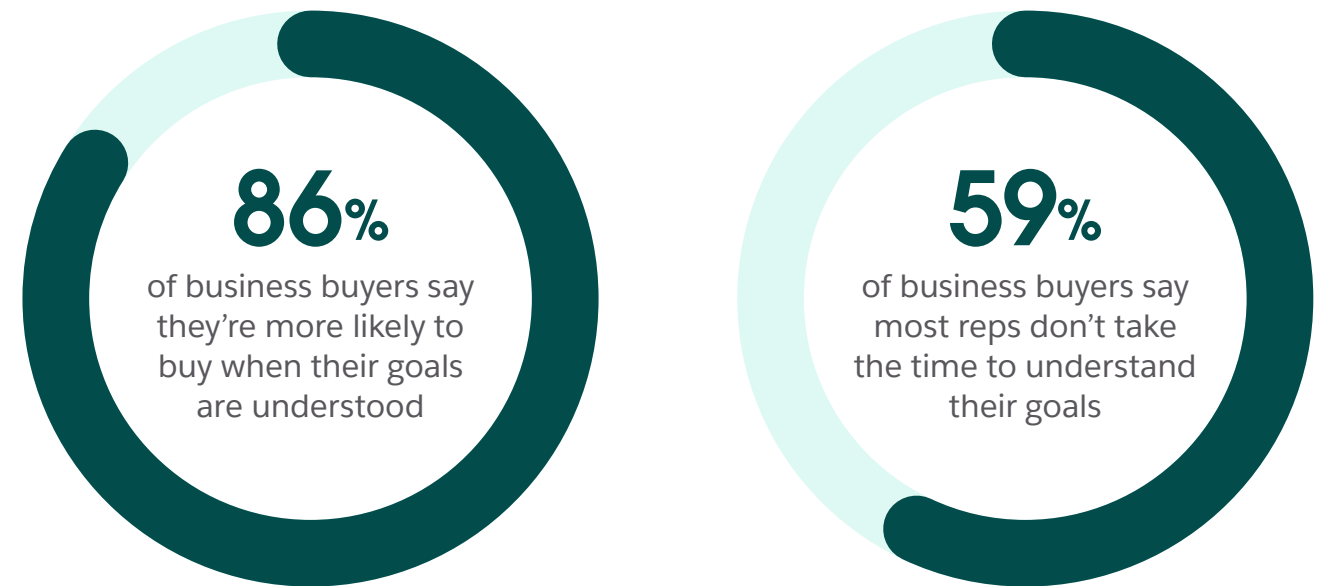 86%
of business buyers say
they’re more likely to
buy when their goals
are understood
59%
of business buyers say
most reps don’t take
the time to understand
their goals